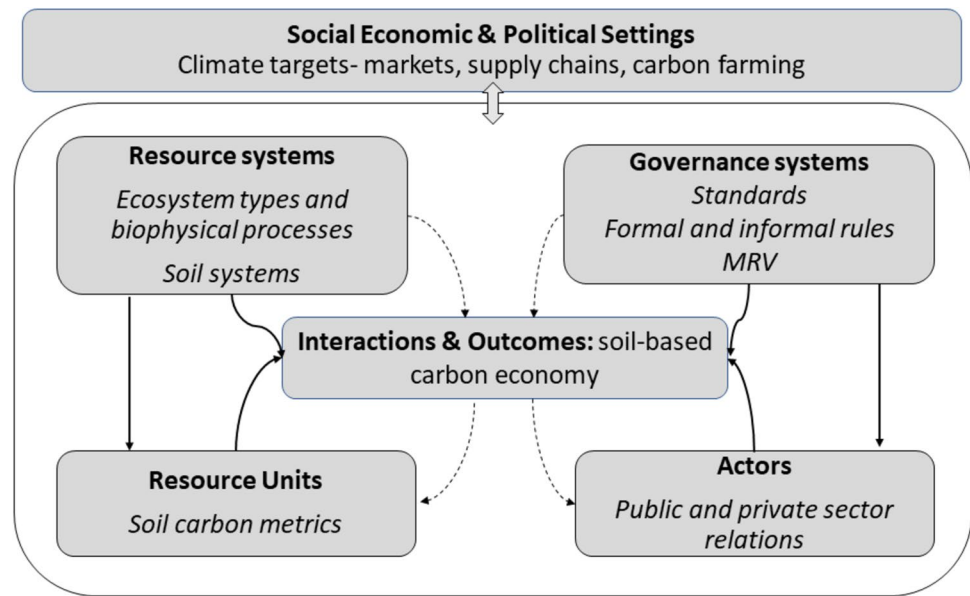 Social Economic & Political Settings
Climate targets- markets, supply chains, carbon farming
Resource systems
Ecosystem types and
biophysical processes
Soil systems
Governance systems
Standards
Formal and informal rules
MRV
Interactions & Outcomes: soil-based
carbon economy
Resource Units
Soil carbon metrics
Actors
Public and private sector
relations